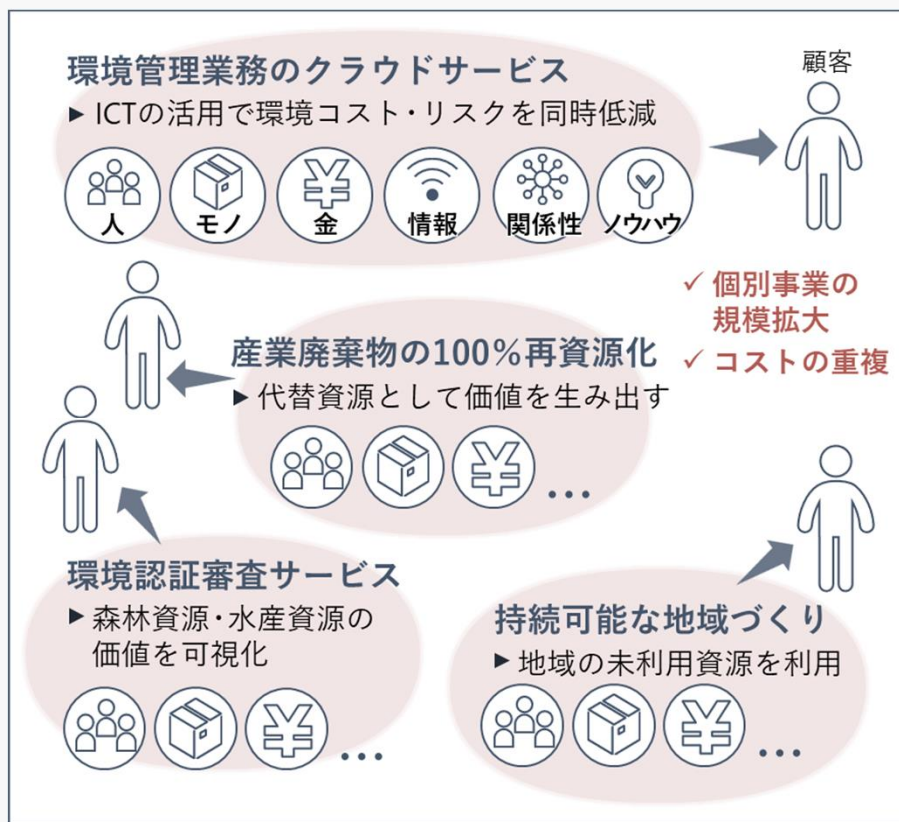 環境管理業務のクラウドサービス
▶ ICTの活用で環境コスト・リスクを同時低減
人
モノ
金
情報
関係性
ノウハウ
顧客
✓ 個別事業の
規模拡大
✓ コストの重複
産業廃棄物の100%再資源化
▶ 代替資源として価値を生み出す
…
環境認証審査サービス
▶ 森林資源・水産資源の
価値を可視化
…
持続可能な地域づくり
▶ 地域の未利用資源を利用
…